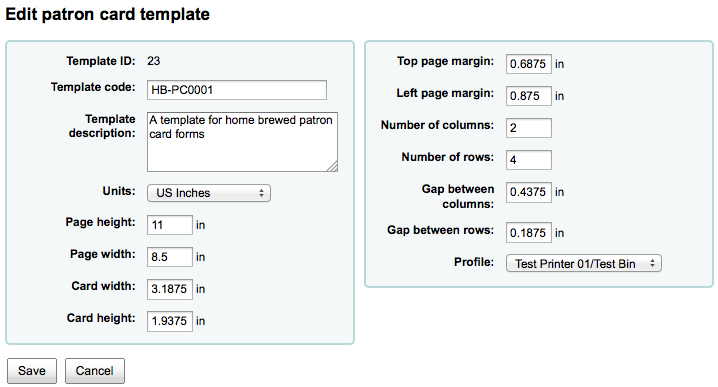 Edit patron card template
Template ID: 23
Template code: HB-PC0001
Template description:
A template for home brewed patron
card forms
Units: US Inches
Page height: 11 in
Page width: 8.5 in
Card width: 3.1875 in
Card height: 1.9375 in
Top page margin: 0.6875 in
Left page margin: 0.875 in
Number of columns: 2
Number of rows: 4
Gap between
columns: 0.4375 in
Gap between rows: 0.1875 in
Profile: Test Printer 01/Test Bin
Save Cancel